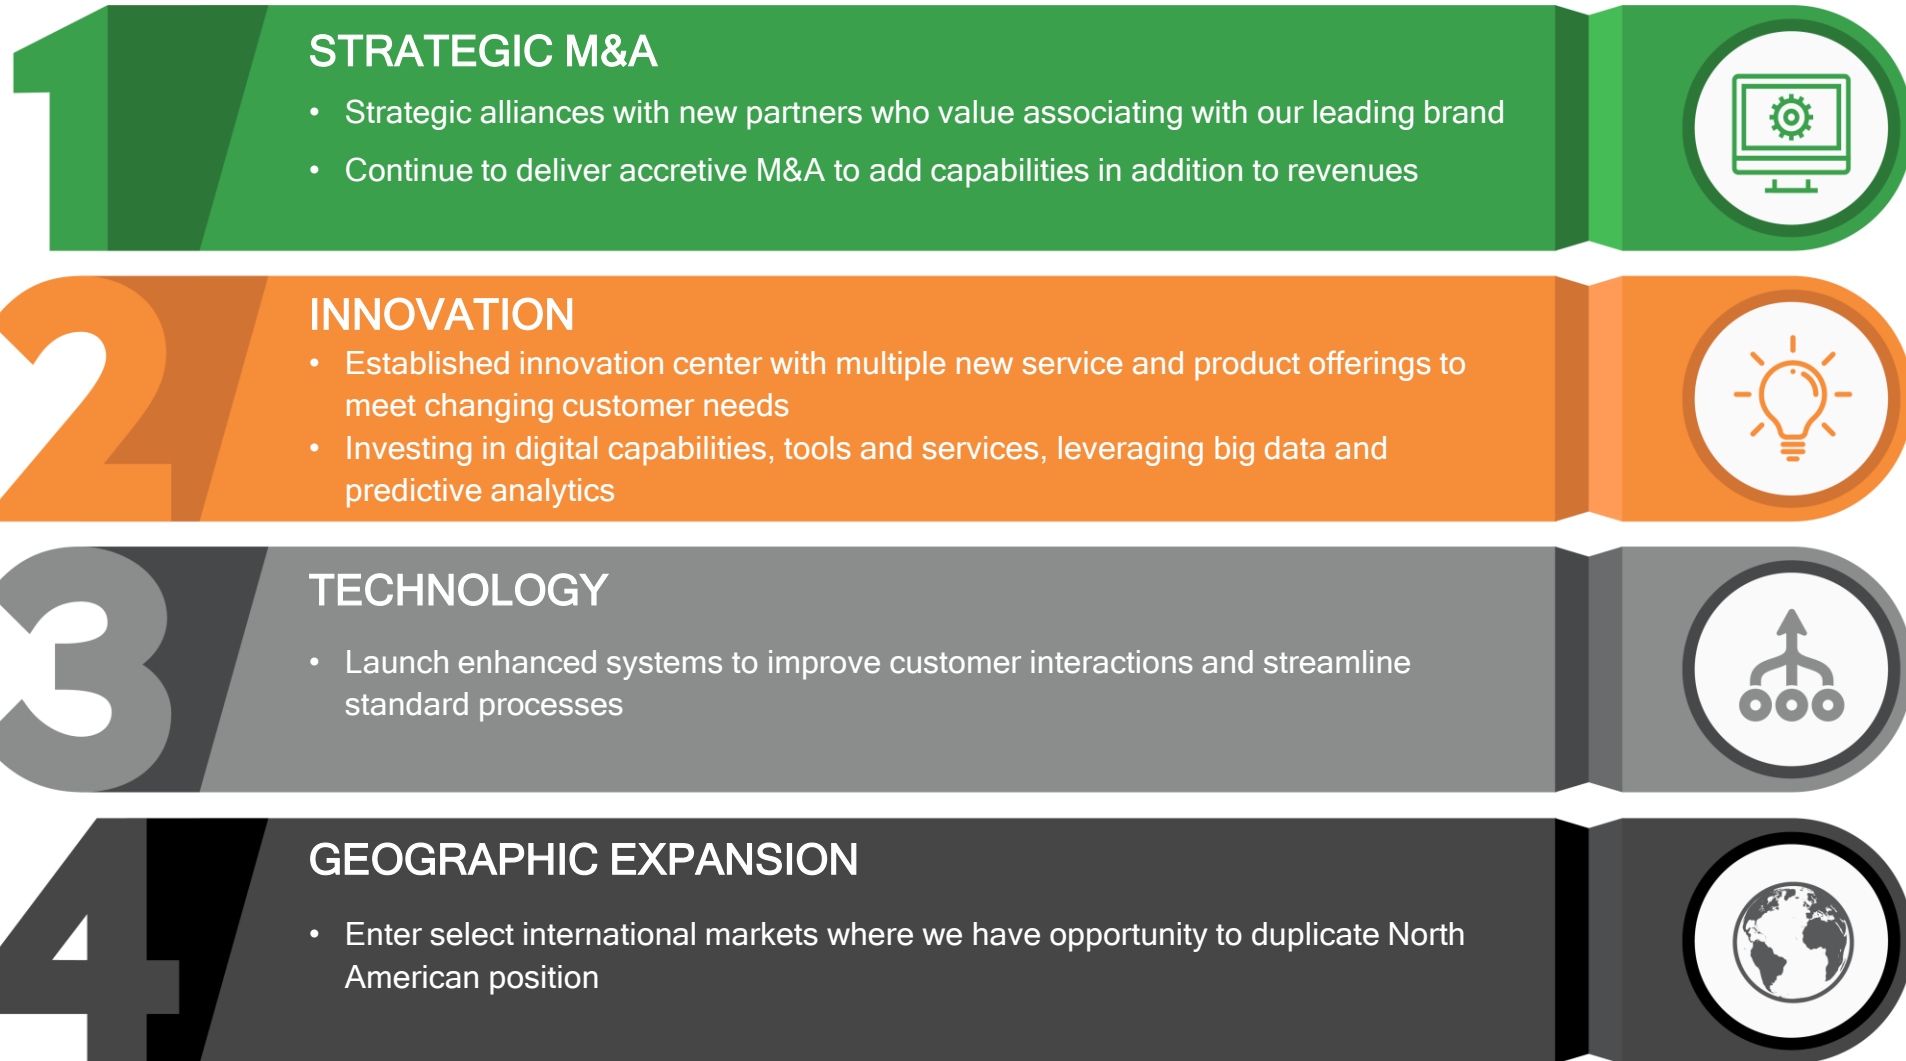 1
STRATEGIC M&A
• Strategic alliances with new partners who value associating with our leading brand
• Continue to deliver accretive M&A to add capabilities in addition to revenues
2
INNOVATION
• Established innovation center with multiple new service and product offerings to
meet changing customer needs
• Investing in digital capabilities, tools and services, leveraging big data and
predictive analytics
3
TECHNOLOGY
• Launch enhanced systems to improve customer interactions and streamline
standard processes
4
GEOGRAPHIC EXPANSION
• Enter select international markets where we have opportunity to duplicate North
American position